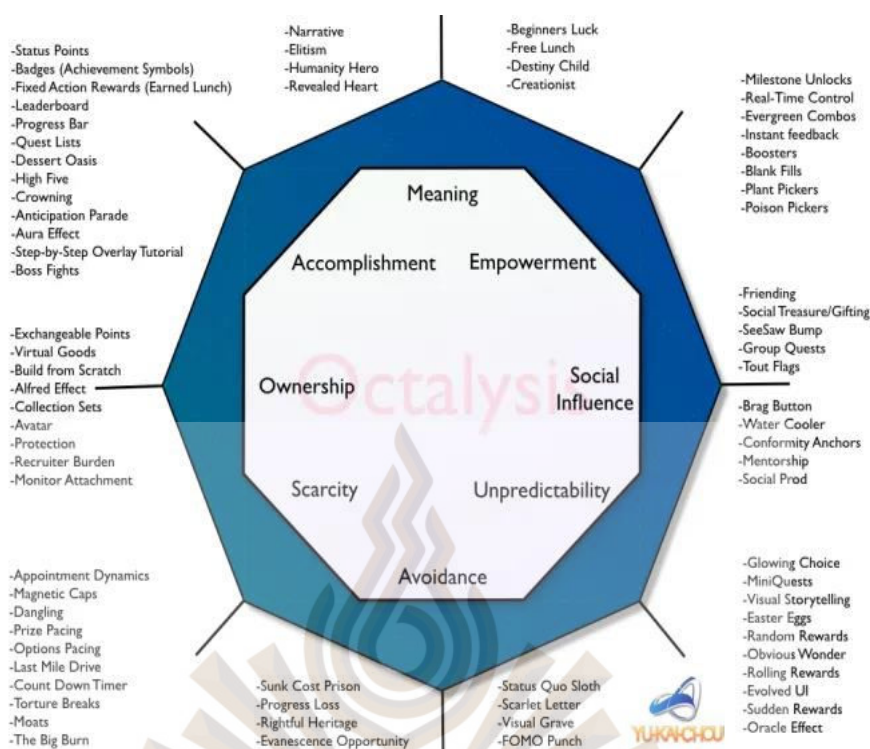 -Narrative
-Elitism
-Humanity Hero
-Revealed Heart
-Beginners Luck
-Free Lunch
-Destiny Child
-Creationist
-Status Points
-Badges (Achievement Symbols)
-Fixed Action Rewards (Earned Lunch)
-Leaderboard
-Progress Bar
-Quest Lists
-Dessert Oasis
-High Five
-Crowning
-Anticipation Parade
-Aura Effect
-Step-by-Step Overlay Tutorial
-Boss Fights
-Milestone Unlocks
-Real-Time Control
-Evergreen Combos
-Instant feedback
-Boosters
-Blank Fills
-Plant Pickers
-Poison Pickers
Meaning
Accomplishment
Empowerment
Ownership
Octalysis
Social
Influence
Scarcity
Unpredictability
Avoidance
-Exchangeable Points
-Virtual Goods
-Build from Scratch
-Alfred Effect
-Collection Sets
-Avatar
-Protection
-Recruiter Burden
-Monitor Attachment
-Friending
-Social Treasure/Gifting
-SeeSaw Bump
-Group Quests
-Tout Flags
-Brag Button
-Water Cooler
-Conformity Anchors
-Mentorship
-Social Prod
-Appointment Dynamics
-Magnetic Caps
-Dangling
-Prize Pacing
-Options Pacing
-Last Mile Drive
-Count Down Timer
-Torture Breaks
-Moats
-The Big Burn
-Sunk Cost Prison
-Progress Loss
-Rightful Heritage
-Evanescence Opportunity
-Status Quo Sloth
-Scarlet Letter
-Visual Grave
-FOMO Punch
-Glowing Choice
-MiniQuests
-Visual Storytelling
-Easter Eggs
-Random Rewards
-Obvious Wonder
-Rolling Rewards
-Evolved UI
-Sudden Rewards
-Oracle Effect
YU-KAI CHOU